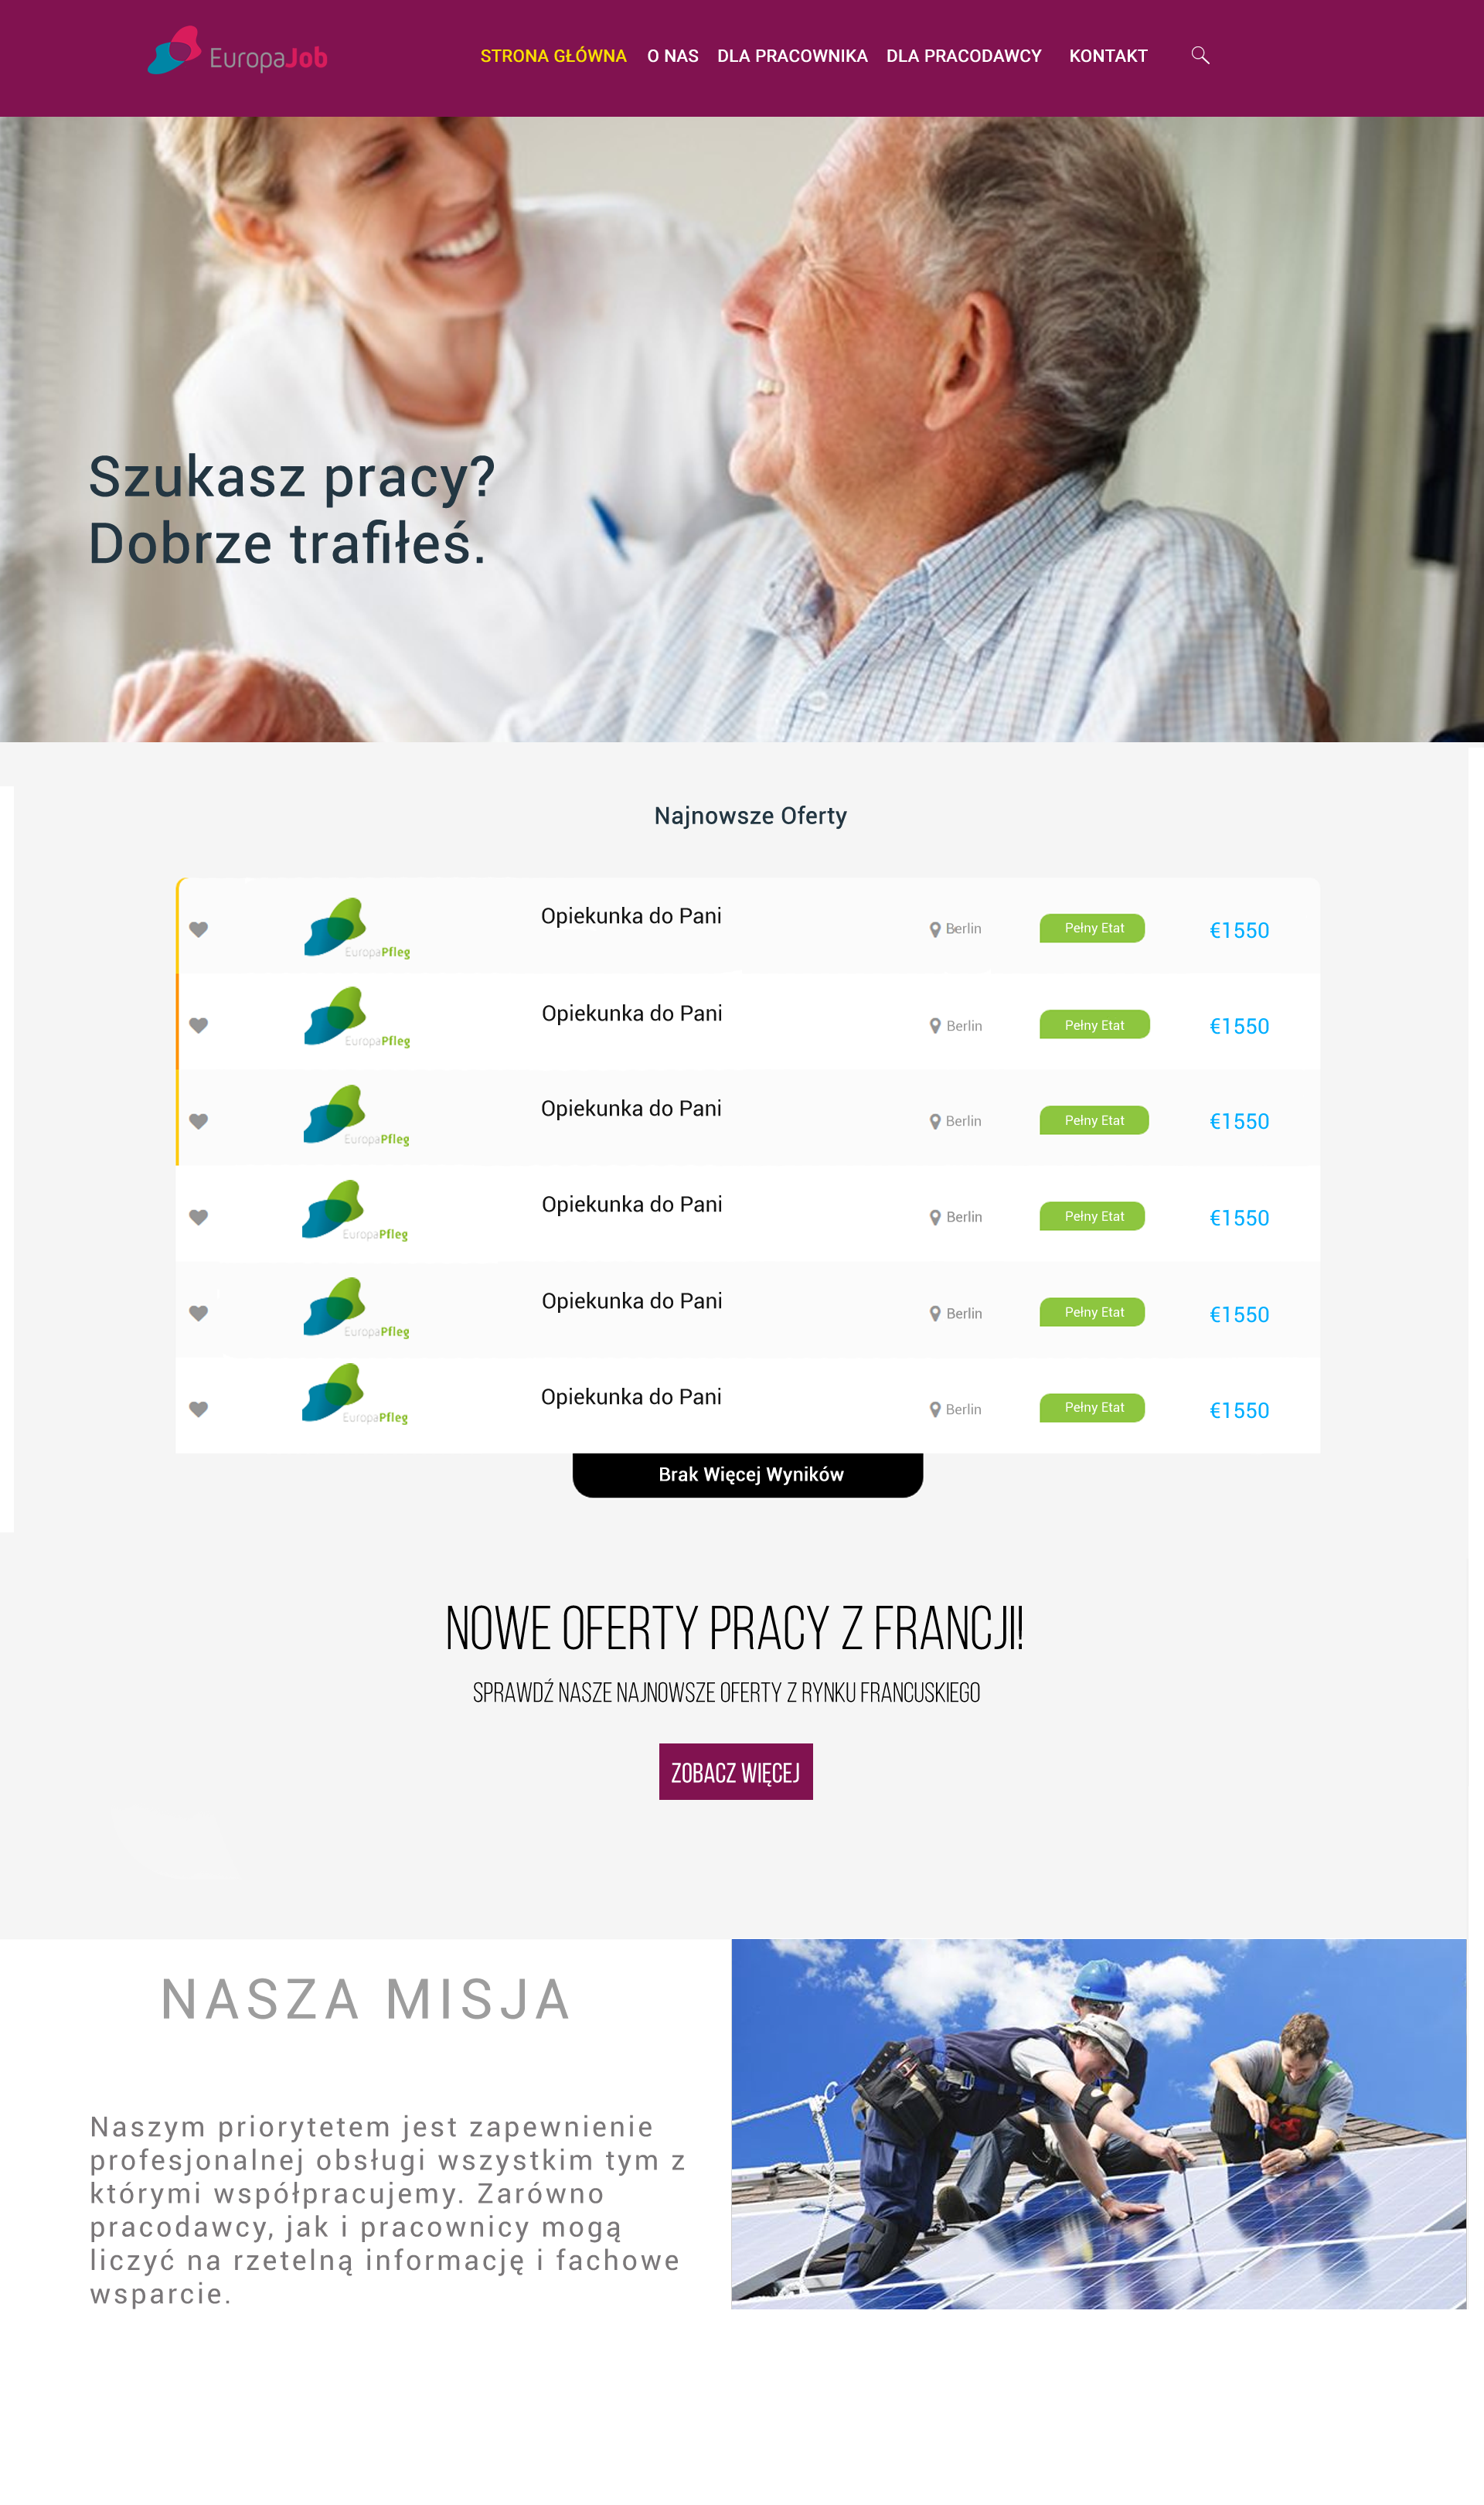 EuropaJob
STRONA GŁÓWNA O NAS DLA PRACOWNIKA DLA PRACODAWCY KONTAKT
Szukasz pracy?
Dobrze trafiłeś.
Najnowsze Oferty
Opiekunka do Pani Berlin Pełny Etat €1550
EuropaPfleg
Opiekunka do Pani Berlin Pełny Etat €1550
EuropaPfleg
Opiekunka do Pani Berlin Pełny Etat €1550
EuropaPfleg
Opiekunka do Pani Berlin Pełny Etat €1550
EuropaPfleg
Opiekunka do Pani Berlin Pełny Etat €1550
EuropaPfleg
Opiekunka do Pani Berlin Pełny Etat €1550
EuropaPfleg
Brak Więcej Wyników
NOWE OFERTY PRACY Z FRANCJI!
SPRAWDŹ NASZE NAJNOWSZE OFERTY Z RYNKU FRANCUSKIEGO
ZOBACZ WIĘCEJ
NASZA MISJA
Naszym priorytetem jest zapewnienie
profesjonalnej obsługi wszystkim tym z
którymi współpracujemy. Zarówno
pracodawcy, jak i pracownicy mogą
liczyć na rzetelną informację i fachowe
wsparcie.